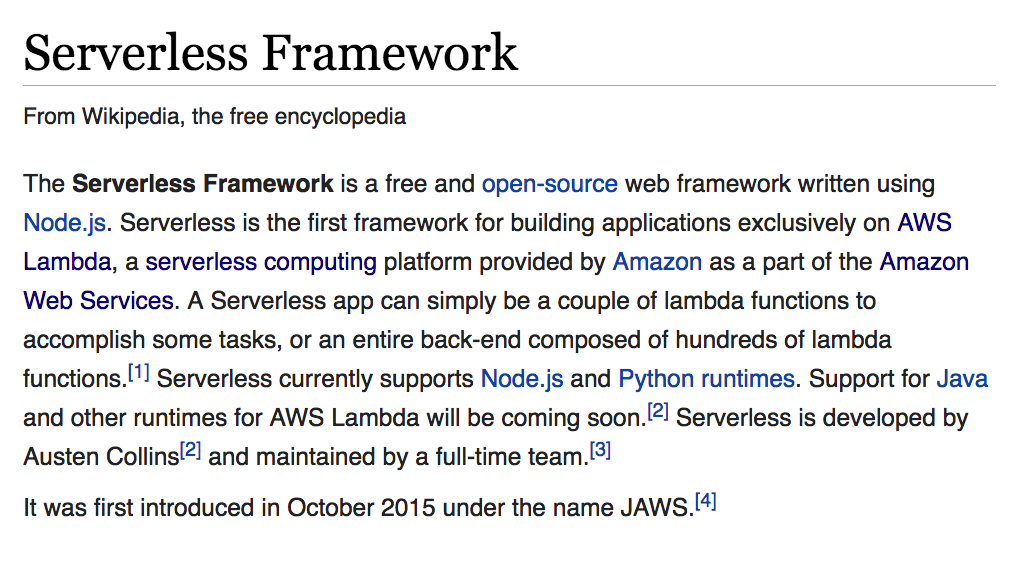 Serverless Framework
From Wikipedia, the free encyclopedia
The Serverless Framework is a free and open-source web framework written using
Node.js. Serverless is the first framework for building applications exclusively on AWS
Lambda, a serverless computing platform provided by Amazon as a part of the Amazon
Web Services. A Serverless app can simply be a couple of lambda functions to
accomplish some tasks, or an entire back-end composed of hundreds of lambda
functions.[1] Serverless currently supports Node.js and Python runtimes. Support for Java
and other runtimes for AWS Lambda will be coming soon.[2] Serverless is developed by
Austen Collins[2] and maintained by a full-time team.[3]
It was first introduced in October 2015 under the name JAWS.[4]